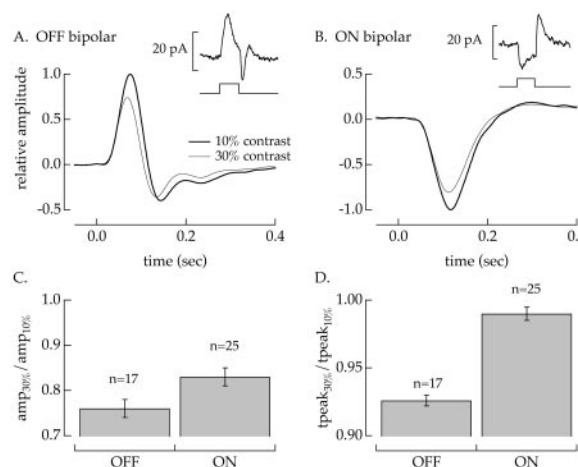 A. OFF bipolar
20 pA
relative amplitude
1.0
0.5
0.0
-0.5
10% contrast
30% contrast
0.0
0.2
0.4
time (sec)
B. ON bipolar
20 pA
0.5
0.0
-0.5
-1.0
0.0
0.2
0.4
time (sec)
C.
amp30% / amp10%
1.0
0.9
0.8
0.7
n=17
n=25
OFF
ON
D.
tpeak30% / tpeak10%
1.00
0.95
0.90
n=17
n=25
OFF
ON